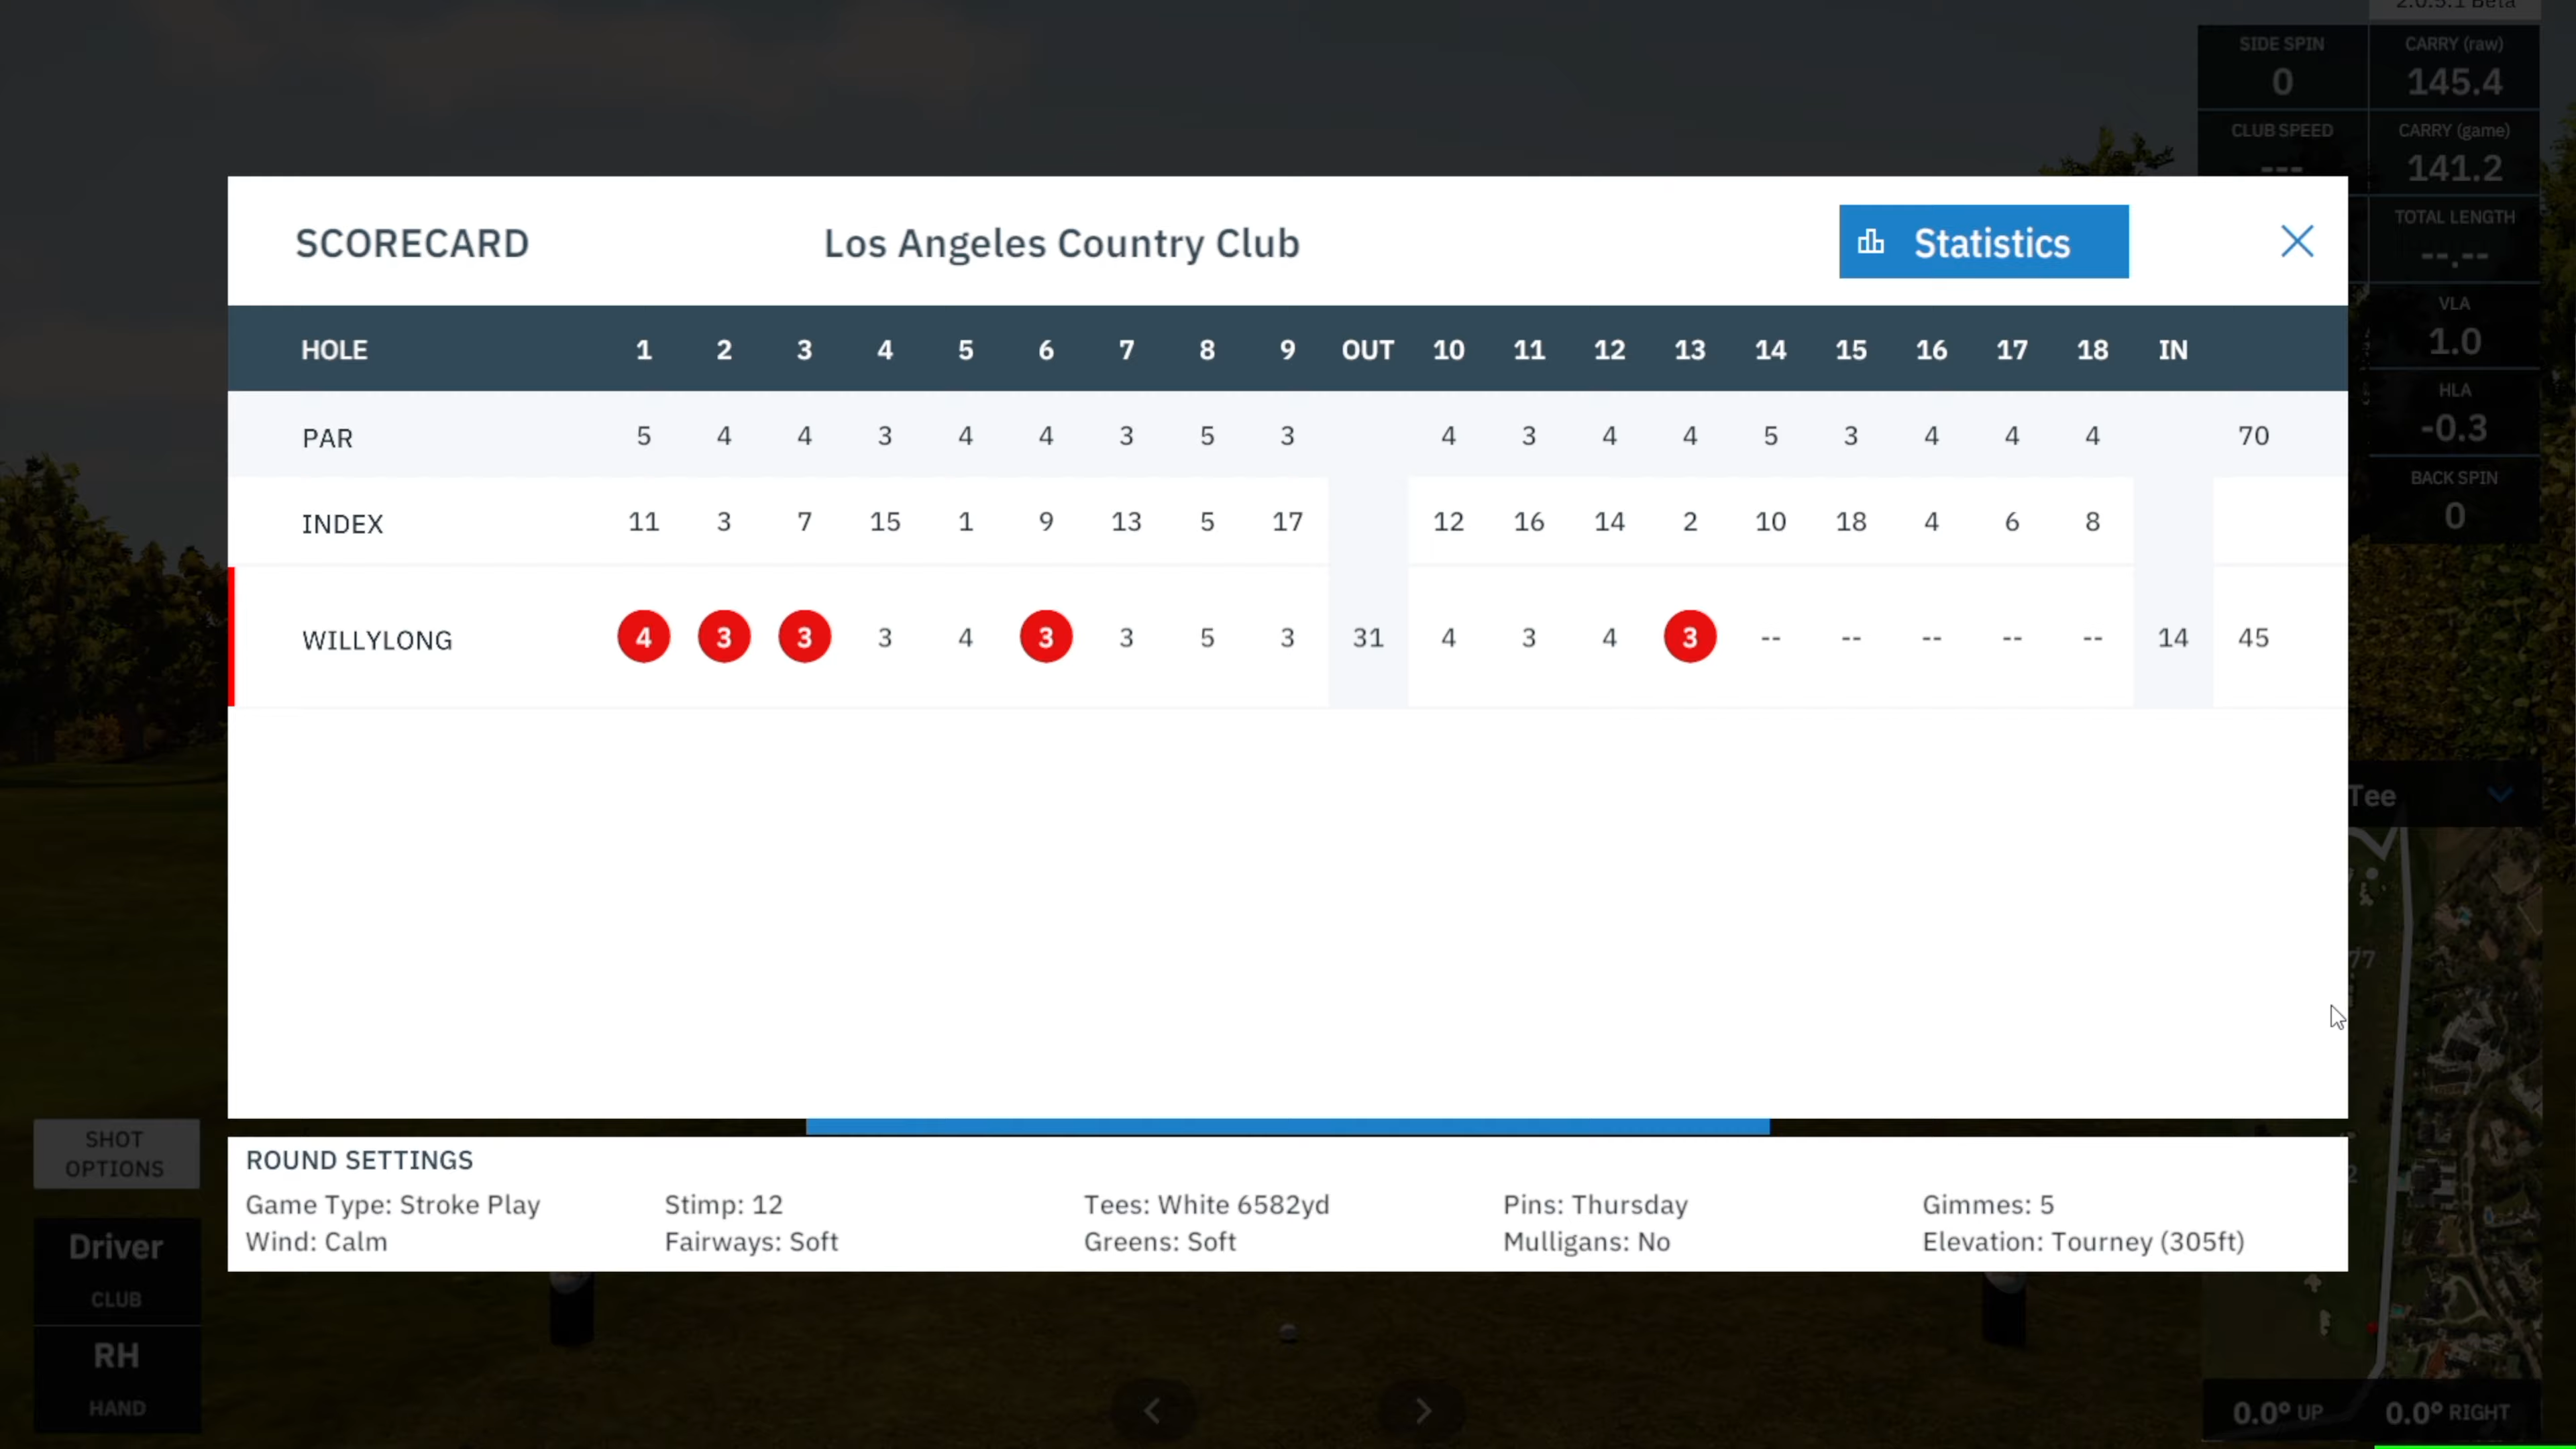 2.0.5.1 Beta
SIDE SPIN CARRY (raw)
0 145.4
CLUB SPEED CARRY (game)
--- 141.2
TOTAL LENGTH
--.--
VLA
1.0
HLA
-0.3
BACK SPIN
0
SCORECARD Los Angeles Country Club Statistics
HOLE 1 2 3 4 5 6 7 8 9 OUT 10 11 12 13 14 15 16 17 18 IN
PAR 5 4 4 3 4 4 3 5 3 4 3 4 4 5 3 4 4 4 70
INDEX 11 3 7 15 1 9 13 5 17 12 16 14 2 10 18 4 6 8
WILLYLONG 4 3 3 3 4 3 3 5 3 31 4 3 4 3 -- -- -- -- -- 14 45
Tee
ROUND SETTINGS
Game Type: Stroke Play Stimp: 12 Tees: White 6582yd Pins: Thursday Gimmes: 5
Wind: Calm Fairways: Soft Greens: Soft Mulligans: No Elevation: Tourney (305ft)
SHOT
OPTIONS
Driver
CLUB
RH
HAND
0.0° UP 0.0° RIGHT